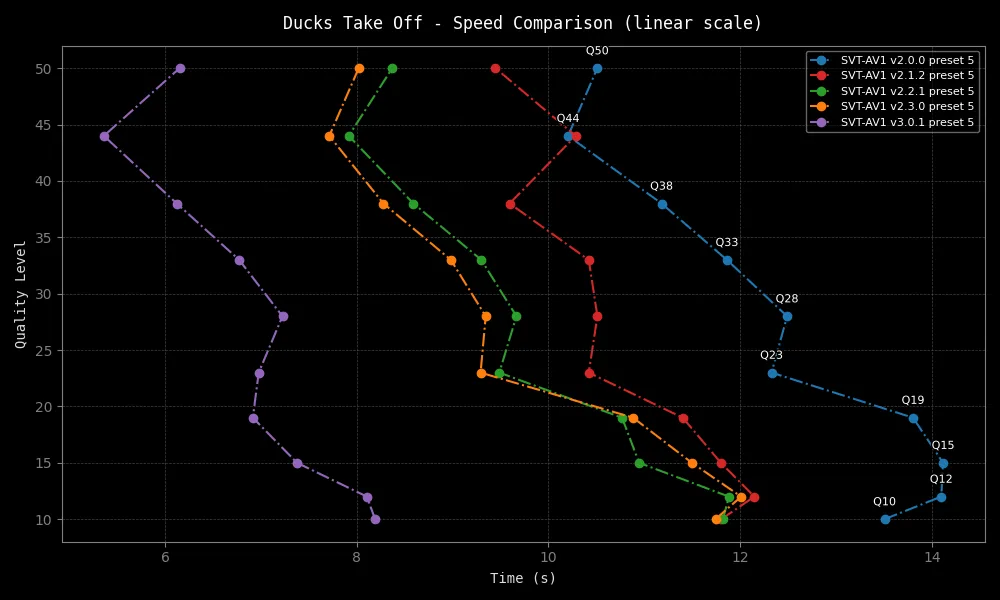 Ducks Take Off - Speed Comparison (linear scale)
SVT-AV1 v2.0.0 preset 5
SVT-AV1 v2.1.2 preset 5
SVT-AV1 v2.2.1 preset 5
SVT-AV1 v2.3.0 preset 5
SVT-AV1 v3.0.1 preset 5
Q50
Q44
Q38
Q33
Q28
Q23
Q19
Q15
Q12
Q10
Quality Level
50
45
40
35
30
25
20
15
10
6 8 10 12 14
Time (s)